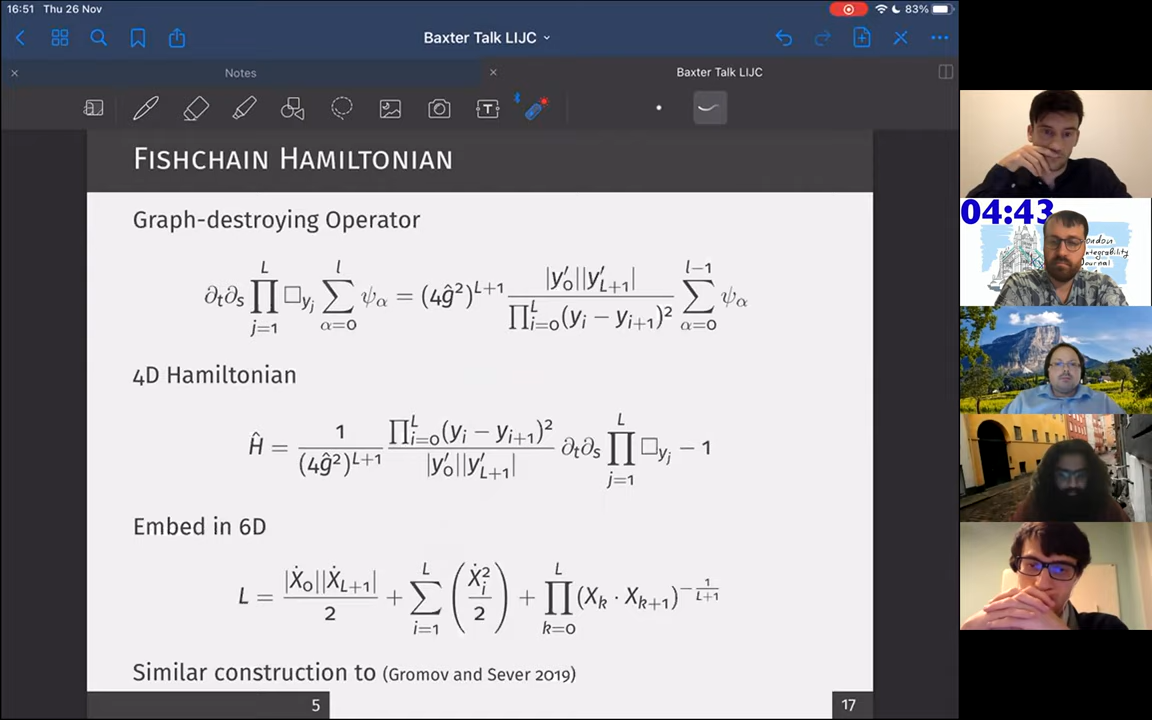 16:51 Thu 26 Nov
83%
Baxter Talk LIJC
Notes
Baxter Talk LIJC
T
FISHCHAIN HAMILTONIAN
Graph-destroying Operator
∂t∂s ∏_{j=1}^{L} □_{y_j} ∑_{α=0}^{l} ψ_α = (4ĝ²)^{L+1} |y′_0||y′_{L+1}| / ∏_{i=0}^{L}(y_i − y_{i+1})² ∑_{α=0}^{l−1} ψ_α
4D Hamiltonian
Ĥ = 1/(4ĝ²)^{L+1} ∏_{i=0}^{L}(y_i − y_{i+1})² / |y′_0||y′_{L+1}| ∂t∂s ∏_{j=1}^{L} □_{y_j} − 1
Embed in 6D
L = |Ẋ_0||Ẋ_{L+1}| / 2 + ∑_{i=1}^{L} (Ẋ_i² / 2) + ∏_{k=0}^{L} (X_k · X_{k+1})^{−1/(L+1)}
Similar construction to (Gromov and Sever 2019)
5
17
04:43
London
Integrability
Journal